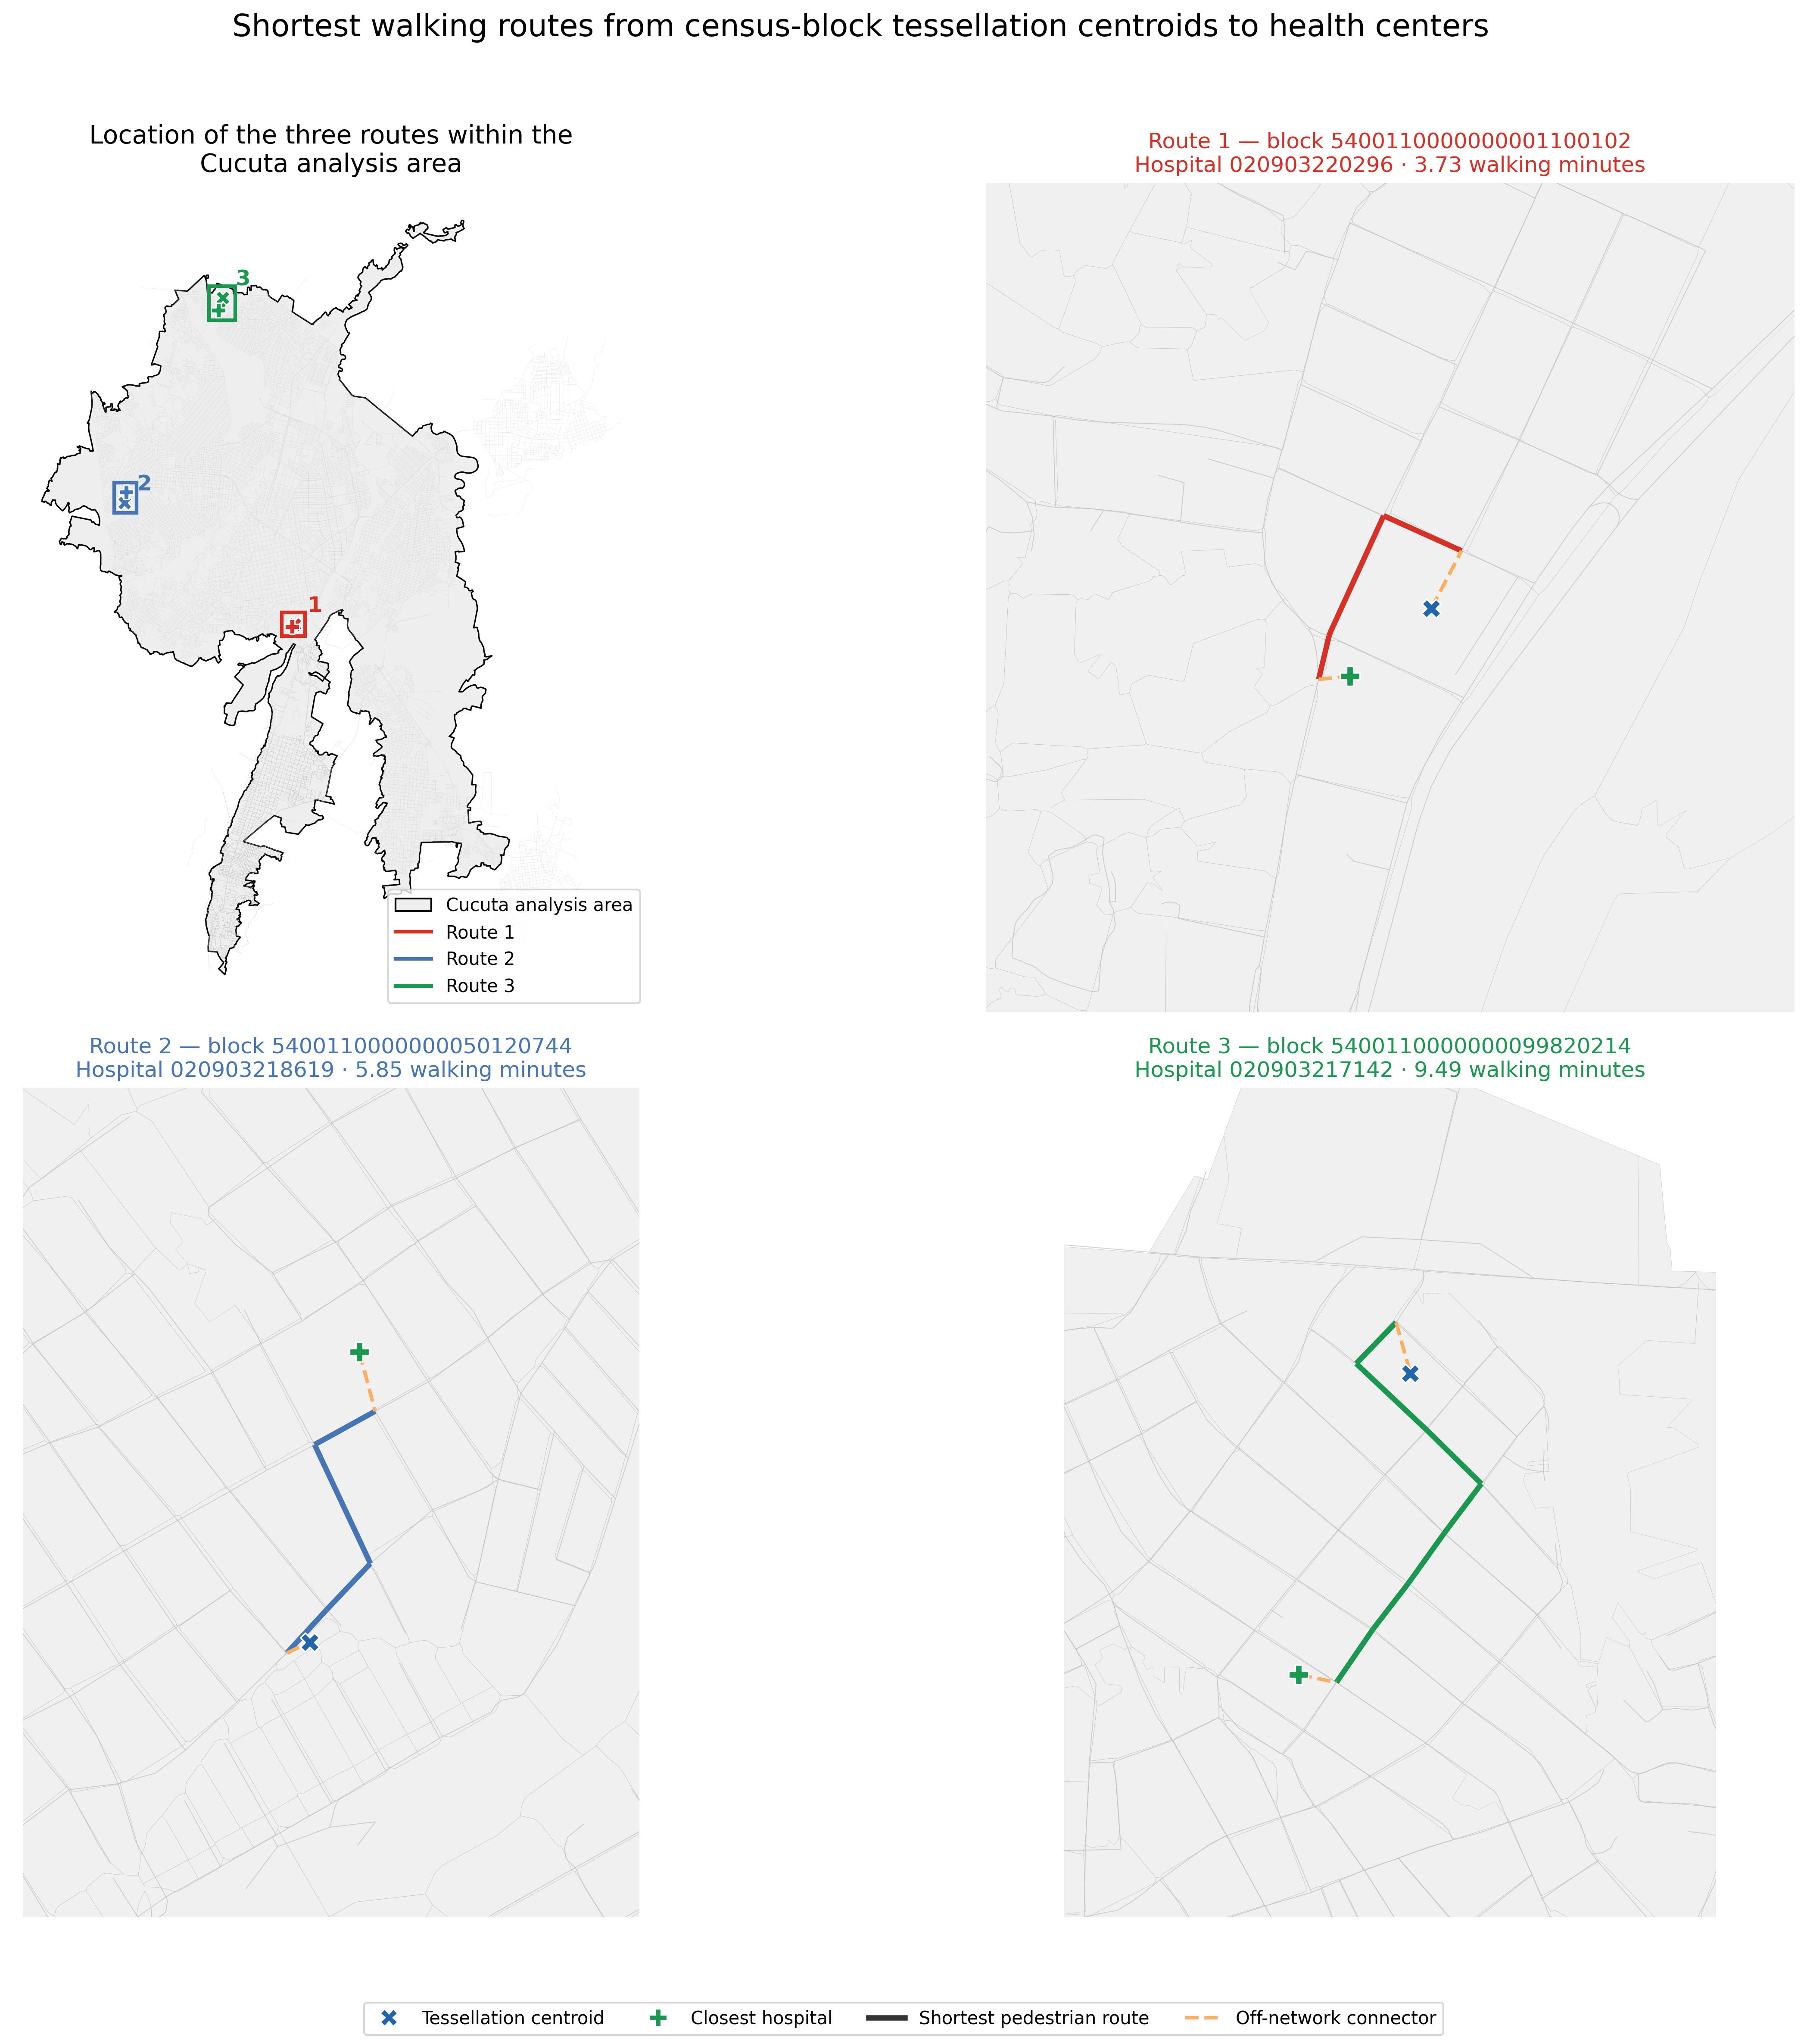 Shortest walking routes from census-block tessellation centroids to health centers
Location of the three routes within the
Cucuta analysis area
3
2
1
Cucuta analysis area
Route 1
Route 2
Route 3
Route 1 — block 5400110000000001100102
Hospital 020903220296 · 3.73 walking minutes
Route 2 — block 5400110000000050120744
Hospital 020903218619 · 5.85 walking minutes
Route 3 — block 5400110000000099820214
Hospital 020903217142 · 9.49 walking minutes
Tessellation centroid
Closest hospital
Shortest pedestrian route
Off-network connector